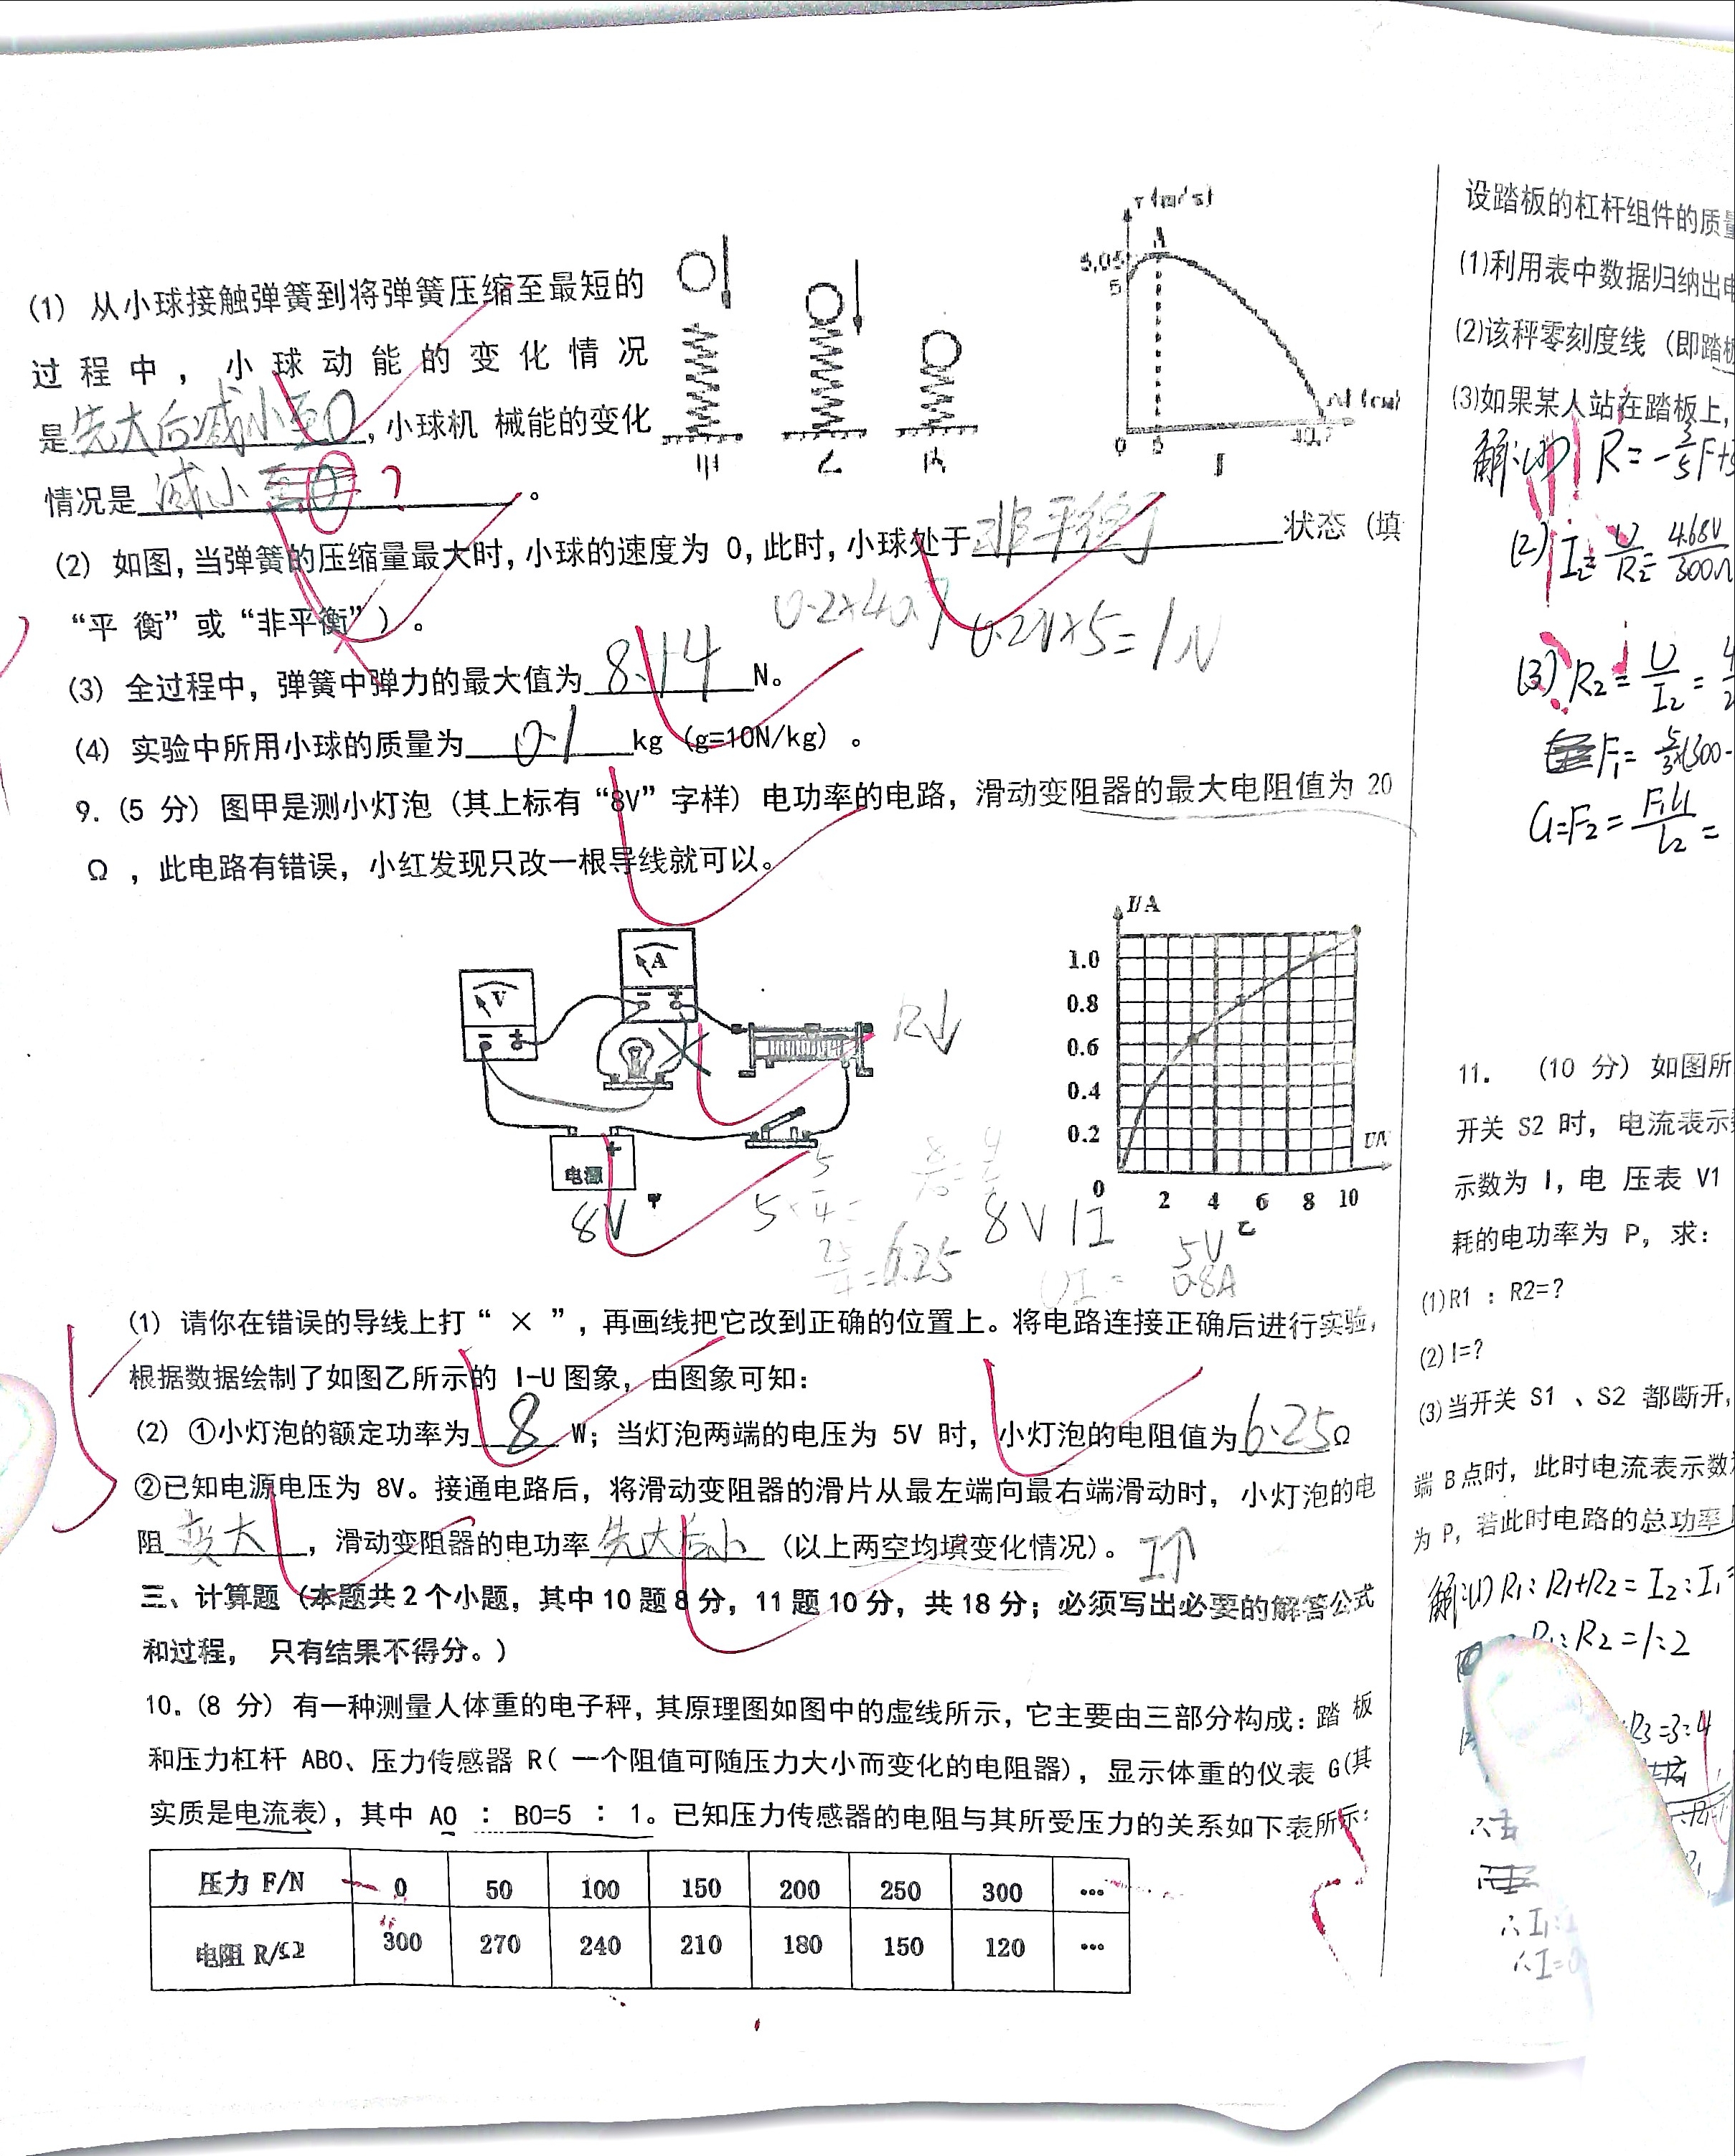 v (m/s)
A
5.05
5
0
5
40.7
Δl (cm)
甲
乙
丙
丁
(1) 从小球接触弹簧到将弹簧压缩至最短的
过程中，小球动能的变化情况
是先大后减小至0，小球机 械能的变化
情况是减小 ? 。
(2) 如图，当弹簧的压缩量最大时，小球的速度为 0，此时，小球处于非平衡状态（填
“平 衡”或“非平衡”）。
0.2×40.7
0.2N×5=1N
(3) 全过程中，弹簧中弹力的最大值为8.14N。
(4) 实验中所用小球的质量为0.1kg（g=10N/kg）。
9. (5 分) 图甲是测小灯泡（其上标有“8V”字样）电功率的电路，滑动变阻器的最大电阻值为 20
Ω ，此电路有错误，小红发现只改一根导线就可以。
V
- +
A
- +
R↓
电源
+
8V
甲
I/A
1.0
0.8
0.6
0.4
0.2
0
2 4 6 8 10
U/V
乙
=6.25
8V 1I
UI=
5V
0.8A
(1) 请你在错误的导线上打“ × ”，再画线把它改到正确的位置上。将电路连接正确后进行实验，
根据数据绘制了如图乙所示的 I-U 图象，由图象可知：
(2) ①小灯泡的额定功率为8W；当灯泡两端的电压为 5V 时，小灯泡的电阻值为6.25Ω
②已知电源电压为 8V。接通电路后，将滑动变阻器的滑片从最左端向最右端滑动时，小灯泡的电
阻变大，滑动变阻器的电功率先大后小（以上两空均填变化情况）。I↑
三、计算题（本题共 2 个小题，其中 10 题 8 分，11 题 10 分，共 18 分；必须写出必要的解答公式
和过程， 只有结果不得分。）
10. (8 分) 有一种测量人体重的电子秤，其原理图如图中的虚线所示，它主要由三部分构成：踏 板
和压力杠杆 ABO、压力传感器 R( 一个阻值可随压力大小而变化的电阻器)，显示体重的仪表 G(其
实质是电流表)，其中 AO ： BO=5 ： 1。已知压力传感器的电阻与其所受压力的关系如下表所示：
压力 F/N 0 50 100 150 200 250 300 …
电阻 R/Ω 300 270 240 210 180 150 120 …
设踏板的杠杆组件的质量
(1)利用表中数据归纳出电
(2)该秤零刻度线（即踏板
(3)如果某人站在踏板上，
解:(1) R=-3/5F+3
(2) I₂=U/R₂=4.68V/300Ω
(3) R₂=U/I₂=
F₁=5/3×(300-
G=F₂=F₁l₁/l₂=
11. (10 分) 如图所
开关 S2 时，电流表示数
示数为 I，电 压表 V1
耗的电功率为 P，求：
(1)R1 ：R2=?
(2)I=?
(3)当开关 S1 、S2 都断开，
端 B 点时，此时电流表示数
为 P，若此时电路的总功率
解:(1) R₁:R₁+R₂=I₂:I₁=
R₁:R₂=1:2
R₃=3:4
∴I₁:
∴I=0